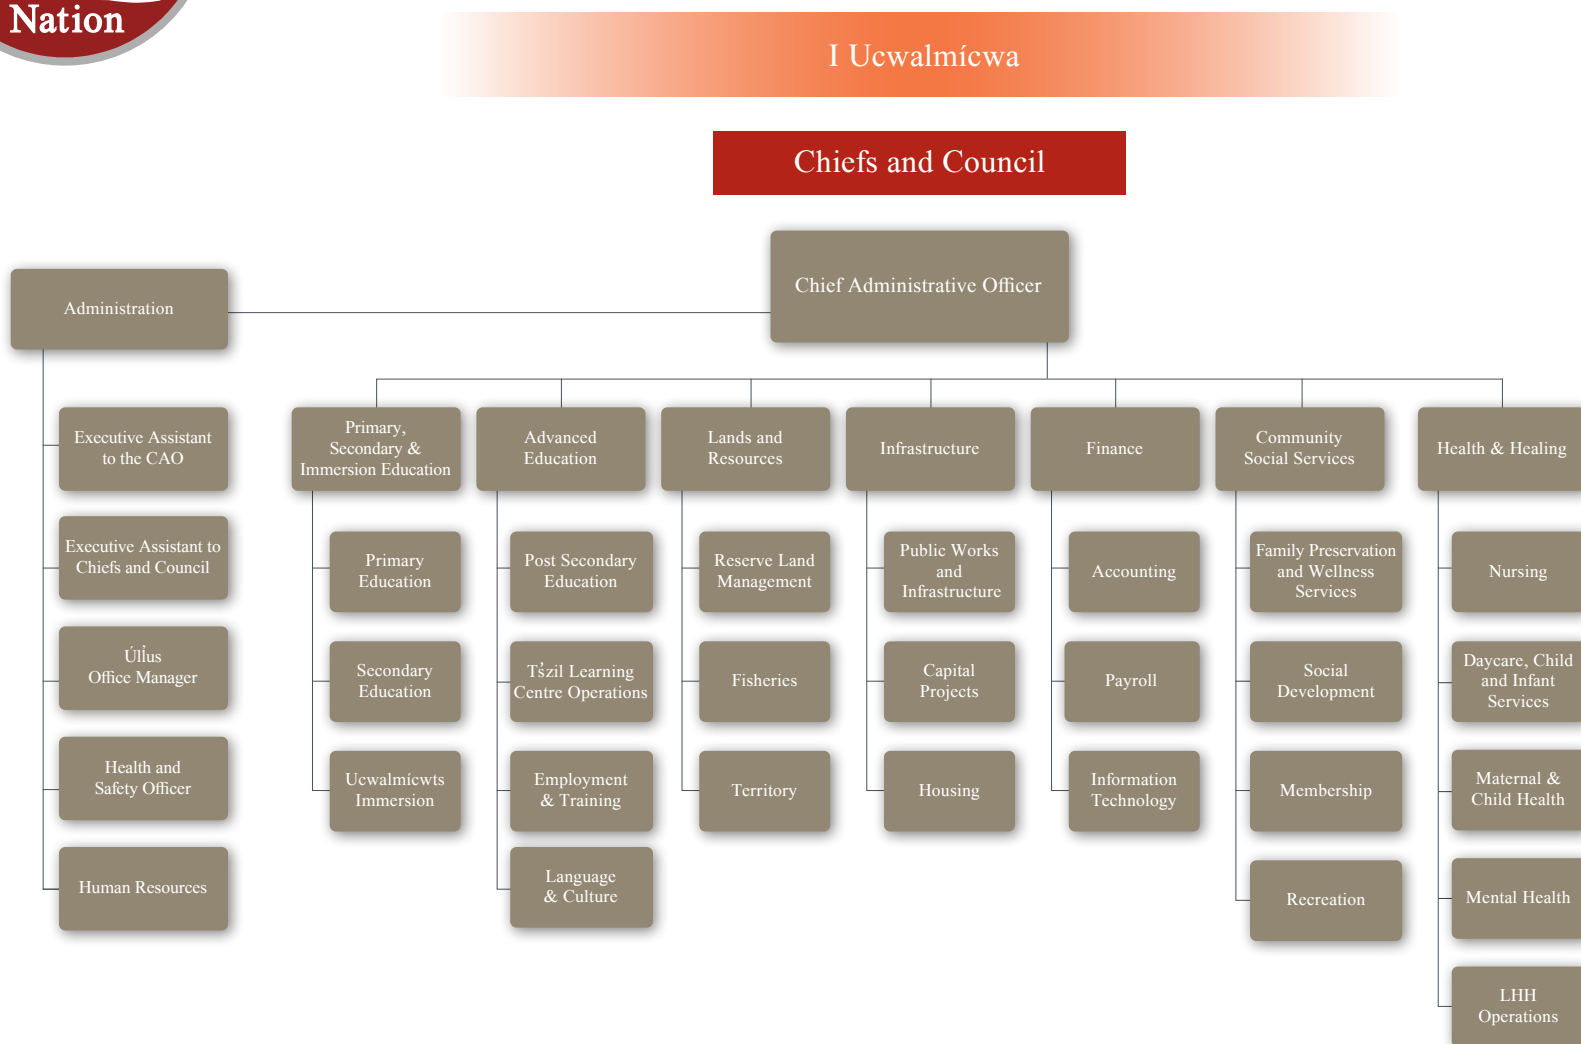 Nation
I Ucwalmícwa
Chiefs and Council
Chief Administrative Officer
Administration
Executive Assistant
to the CAO
Executive Assistant to
Chiefs and Council
Úll̓us
Office Manager
Health and
Safety Officer
Human Resources
Primary,
Secondary &
Immersion Education
Primary
Education
Secondary
Education
Ucwalmícwts
Immersion
Advanced
Education
Post Secondary
Education
Ts̓zil Learning
Centre Operations
Employment
& Training
Language
& Culture
Lands and
Resources
Reserve Land
Management
Fisheries
Territory
Infrastructure
Public Works
and
Infrastructure
Capital
Projects
Housing
Finance
Accounting
Payroll
Information
Technology
Community
Social Services
Family Preservation
and Wellness
Services
Social
Development
Membership
Recreation
Health & Healing
Nursing
Daycare, Child
and Infant
Services
Maternal &
Child Health
Mental Health
LHH
Operations